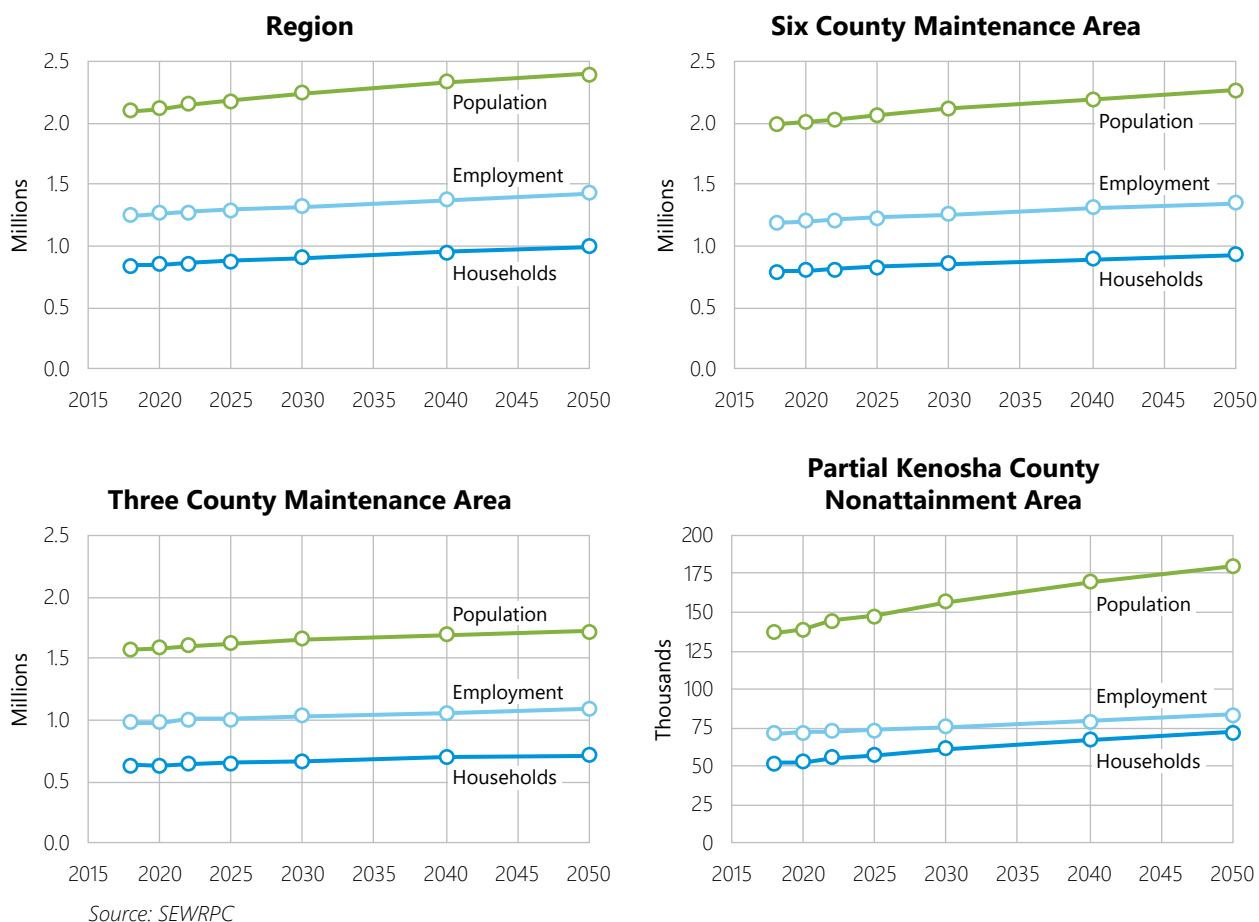 Region
2.5
2.0
1.5
1.0
0.5
0.0
Millions
Population
Employment
Households
2015 2020 2025 2030 2035 2040 2045 2050
Six County Maintenance Area
2.5
2.0
1.5
1.0
0.5
0.0
Millions
Population
Employment
Households
2015 2020 2025 2030 2035 2040 2045 2050
Three County Maintenance Area
2.5
2.0
1.5
1.0
0.5
0.0
Millions
Population
Employment
Households
2015 2020 2025 2030 2035 2040 2045 2050
Partial Kenosha County
Nonattainment Area
200
175
150
125
100
75
50
25
0
Thousands
Population
Employment
Households
2015 2020 2025 2030 2035 2040 2045 2050
Source: SEWRPC